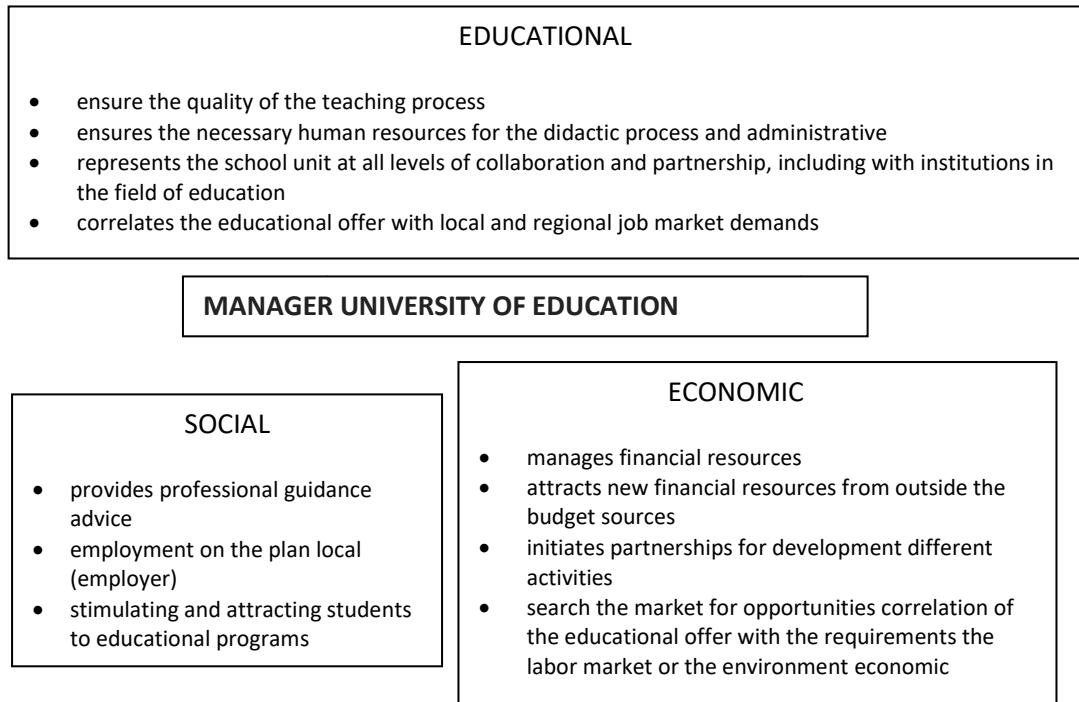 EDUCATIONAL
• ensure the quality of the teaching process
• ensures the necessary human resources for the didactic process and administrative
• represents the school unit at all levels of collaboration and partnership, including with institutions in
the field of education
• correlates the educational offer with local and regional job market demands
MANAGER UNIVERSITY OF EDUCATION
SOCIAL
• provides professional guidance
advice
• employment on the plan local
(employer)
• stimulating and attracting students
to educational programs
ECONOMIC
• manages financial resources
• attracts new financial resources from outside the
budget sources
• initiates partnerships for development different
activities
• search the market for opportunities correlation of
the educational offer with the requirements the
labor market or the environment economic